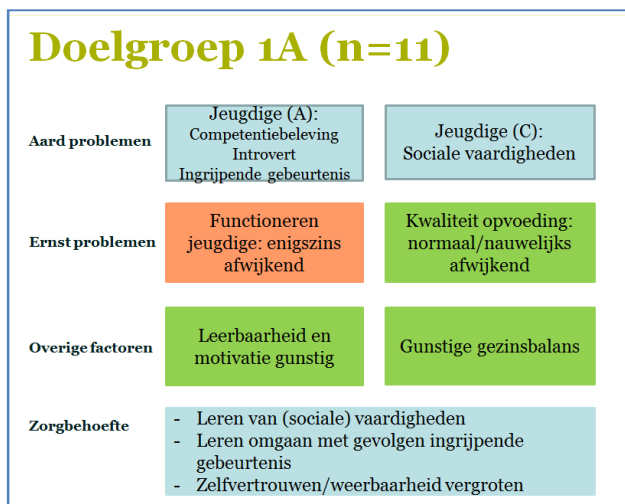 Doelgroep 1A (n=11)
Aard problemen
Jeugdige (A):
Competentiebeleving
Introvert
Ingrijpende gebeurtenis
Jeugdige (C):
Sociale vaardigheden
Ernst problemen
Functioneren
jeugdige: enigszins
afwijkend
Kwaliteit opvoeding:
normaal/nauwelijks
afwijkend
Overige factoren
Leerbaarheid en
motivatie gunstig
Gunstige gezinsbalans
Zorgbehoefte
- Leren van (sociale) vaardigheden
- Leren omgaan met gevolgen ingrijpende
gebeurtenis
- Zelfvertrouwen/weerbaarheid vergroten